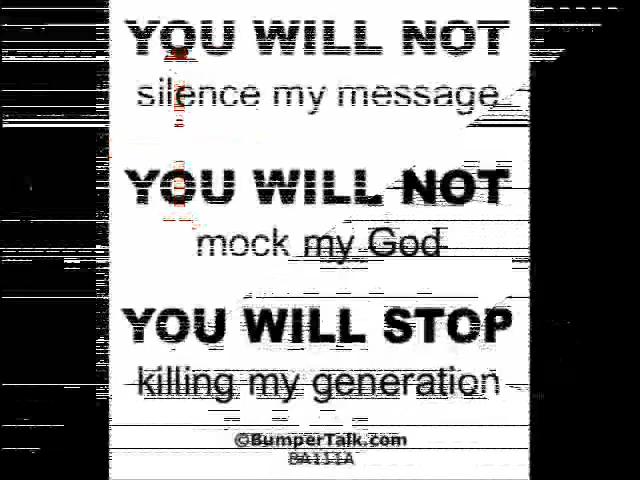 YOU WILL NOT
silence my message
YOU WILL NOT
mock my God
YOU WILL STOP
killing my generation
©BumperTalk.com
BA111A